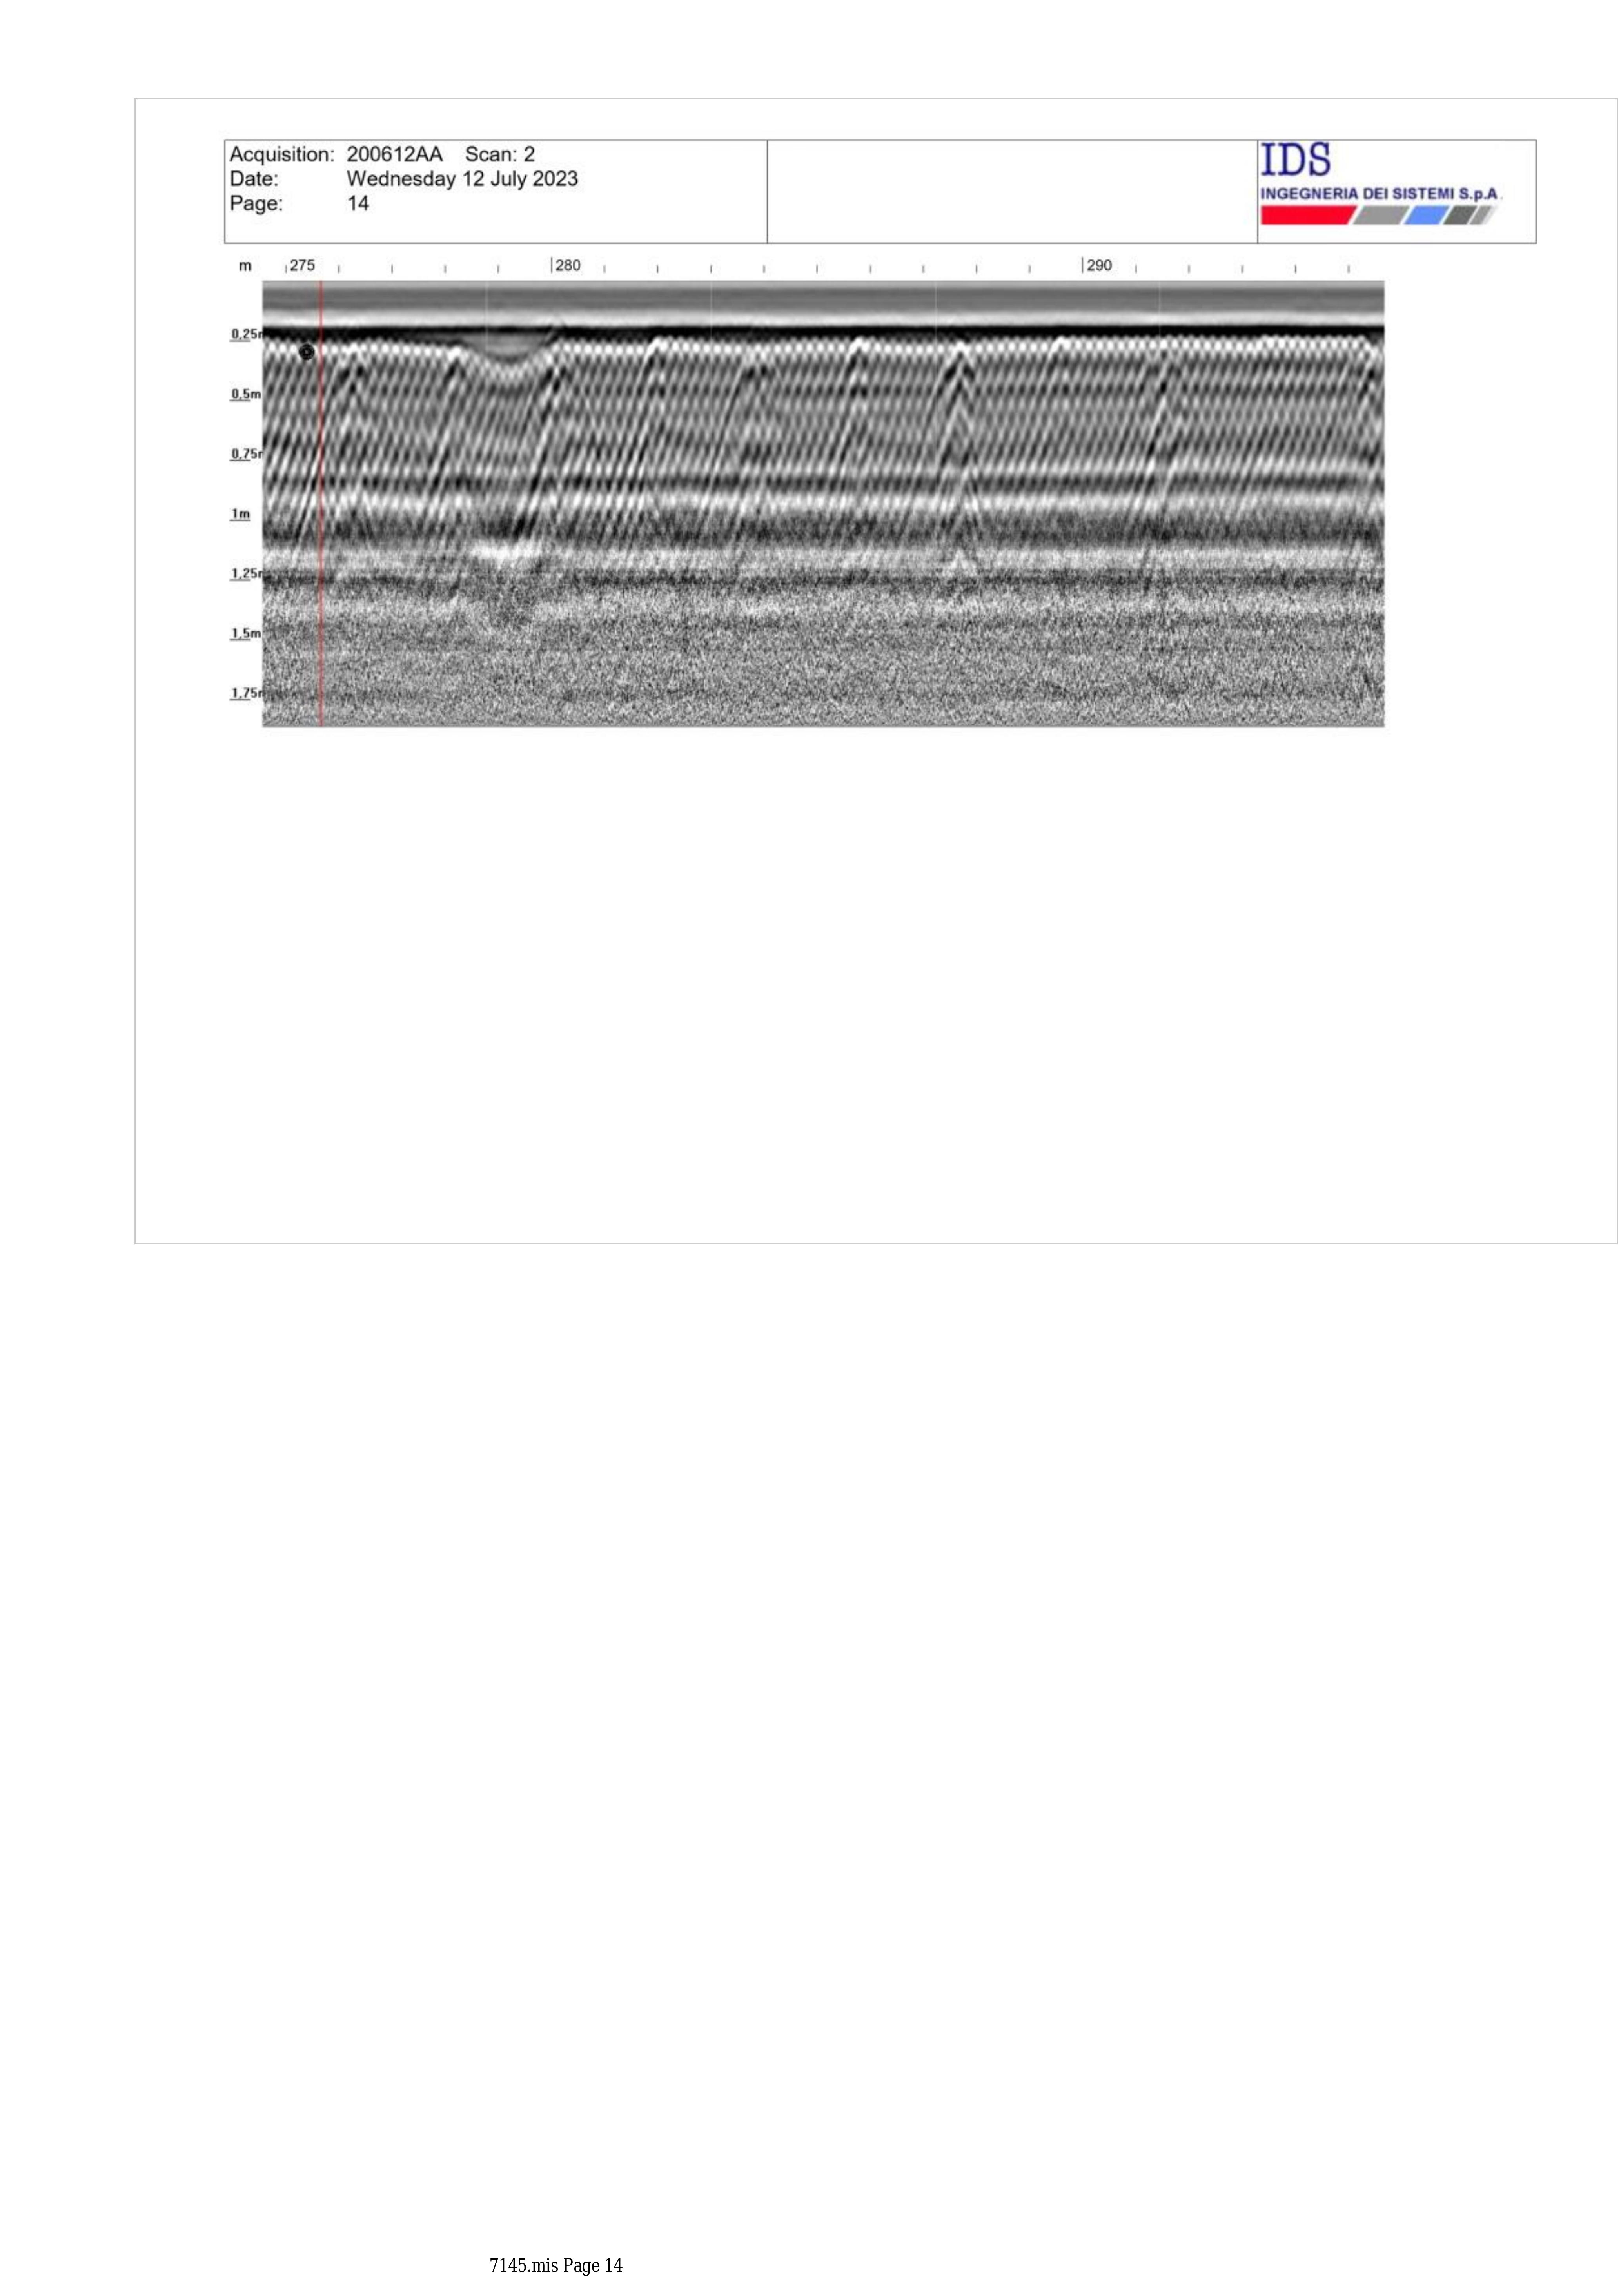 Acquisition: 200612AA Scan: 2
Date: Wednesday 12 July 2023
Page: 14
IDS
INGEGNERIA DEI SISTEMI S.p.A.
m 275 280 290
0,25m
0,5m
0,75m
1m
1,25m
1,5m
1,75m
7145.mis Page 14